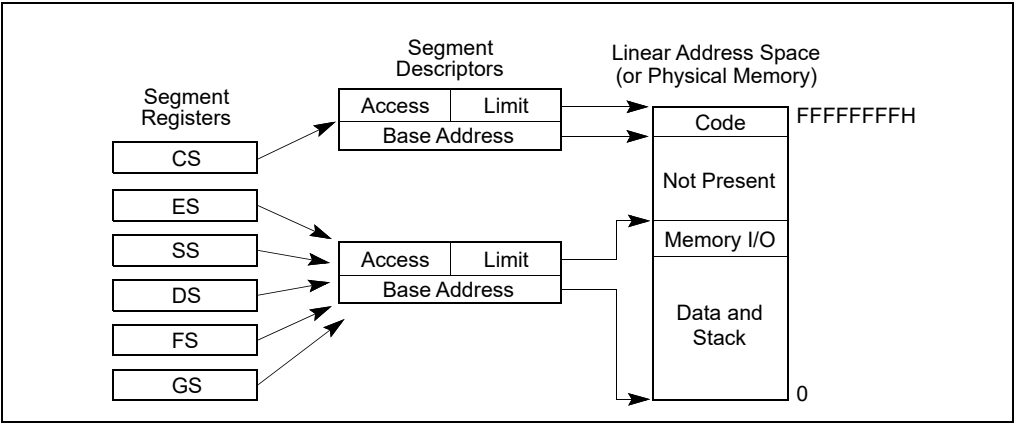 Segment
Registers
CS
ES
SS
DS
FS
GS
Segment
Descriptors
Access Limit
Base Address
Access Limit
Base Address
Linear Address Space
(or Physical Memory)
Code
Not Present
Memory I/O
Data and
Stack
FFFFFFFFH
0